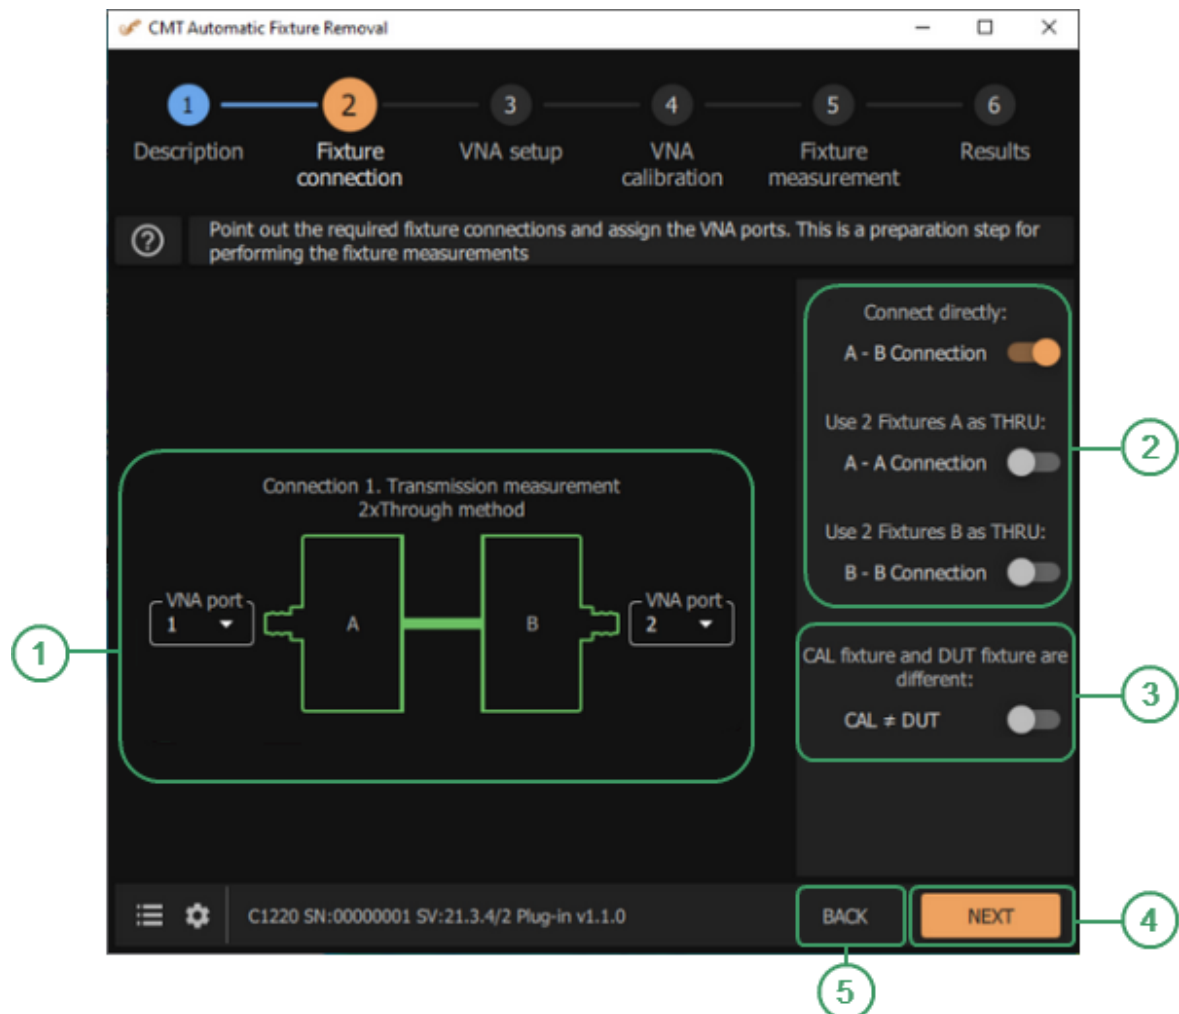 CMT Automatic Fixture Removal
1
2
3
4
5
6
Description
Fixture
connection
VNA setup
VNA
calibration
Fixture
measurement
Results
Point out the required fixture connections and assign the VNA ports. This is a preparation step for
performing the fixture measurements
Connect directly:
A - B Connection
Use 2 Fixtures A as THRU:
A - A Connection
Use 2 Fixtures B as THRU:
B - B Connection
2
Connection 1. Transmission measurement
2xThrough method
VNA port
1
A
B
VNA port
2
1
CAL fixture and DUT fixture are
different:
CAL ≠ DUT
3
C1220 SN:00000001 SV:21.3.4/2 Plug-in v1.1.0
BACK
NEXT
4
5